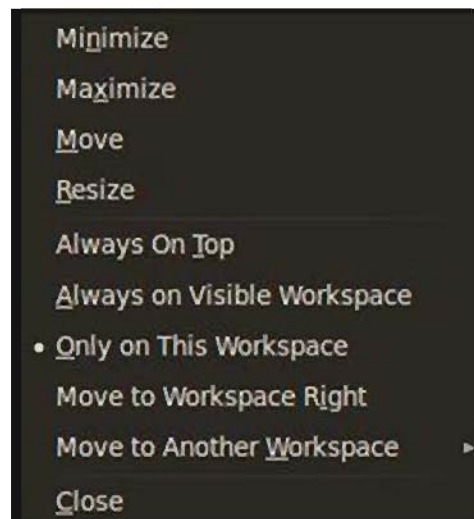 Minimize
Maximize
Move
Resize
Always On Top
Always on Visible Workspace
Only on This Workspace
Move to Workspace Right
Move to Another Workspace
Close